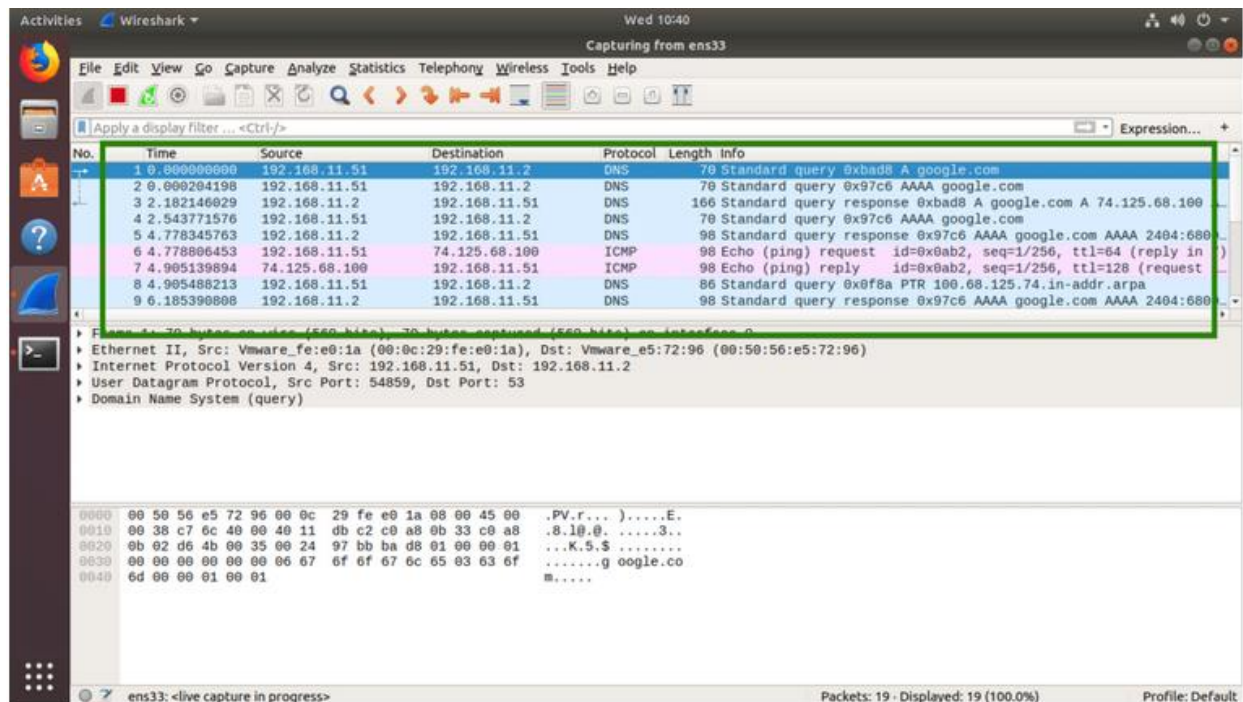 Activities Wireshark Wed 10:40
Capturing from ens33
File Edit View Go Capture Analyze Statistics Telephony Wireless Tools Help
Apply a display filter ... <Ctrl-/> Expression... +
No. Time Source Destination Protocol Length Info
1 0.000000000 192.168.11.51 192.168.11.2 DNS 70 Standard query 0xbad8 A google.com
2 0.000204198 192.168.11.51 192.168.11.2 DNS 70 Standard query 0x97c6 AAAA google.com
3 2.182146029 192.168.11.2 192.168.11.51 DNS 166 Standard query response 0xbad8 A google.com A 74.125.68.100 …
4 2.543771576 192.168.11.51 192.168.11.2 DNS 70 Standard query 0x97c6 AAAA google.com
5 4.778345763 192.168.11.2 192.168.11.51 DNS 98 Standard query response 0x97c6 AAAA google.com AAAA 2404:680…
6 4.778806453 192.168.11.51 74.125.68.100 ICMP 98 Echo (ping) request id=0x0ab2, seq=1/256, ttl=64 (reply in 7)
7 4.905139894 74.125.68.100 192.168.11.51 ICMP 98 Echo (ping) reply id=0x0ab2, seq=1/256, ttl=128 (request …
8 4.905488213 192.168.11.51 192.168.11.2 DNS 86 Standard query 0x0f8a PTR 100.68.125.74.in-addr.arpa
9 6.185390808 192.168.11.2 192.168.11.51 DNS 98 Standard query response 0x97c6 AAAA google.com AAAA 2404:680…
Frame 1: 70 bytes on wire (560 bits), 70 bytes captured (560 bits) on interface 0
Ethernet II, Src: Vmware_fe:e0:1a (00:0c:29:fe:e0:1a), Dst: Vmware_e5:72:96 (00:50:56:e5:72:96)
Internet Protocol Version 4, Src: 192.168.11.51, Dst: 192.168.11.2
User Datagram Protocol, Src Port: 54859, Dst Port: 53
Domain Name System (query)
0000 00 50 56 e5 72 96 00 0c 29 fe e0 1a 08 00 45 00 .PV.r... ).....E.
0010 00 38 c7 6c 40 00 40 11 db c2 c0 a8 0b 33 c0 a8 .8.l@.@. .....3..
0020 0b 02 d6 4b 00 35 00 24 97 bb ba d8 01 00 00 01 ...K.5.$ ........
0030 00 00 00 00 00 00 06 67 6f 6f 67 6c 65 03 63 6f .......g oogle.co
0040 6d 00 00 01 00 01 m.....
ens33: <live capture in progress> Packets: 19 · Displayed: 19 (100.0%) Profile: Default